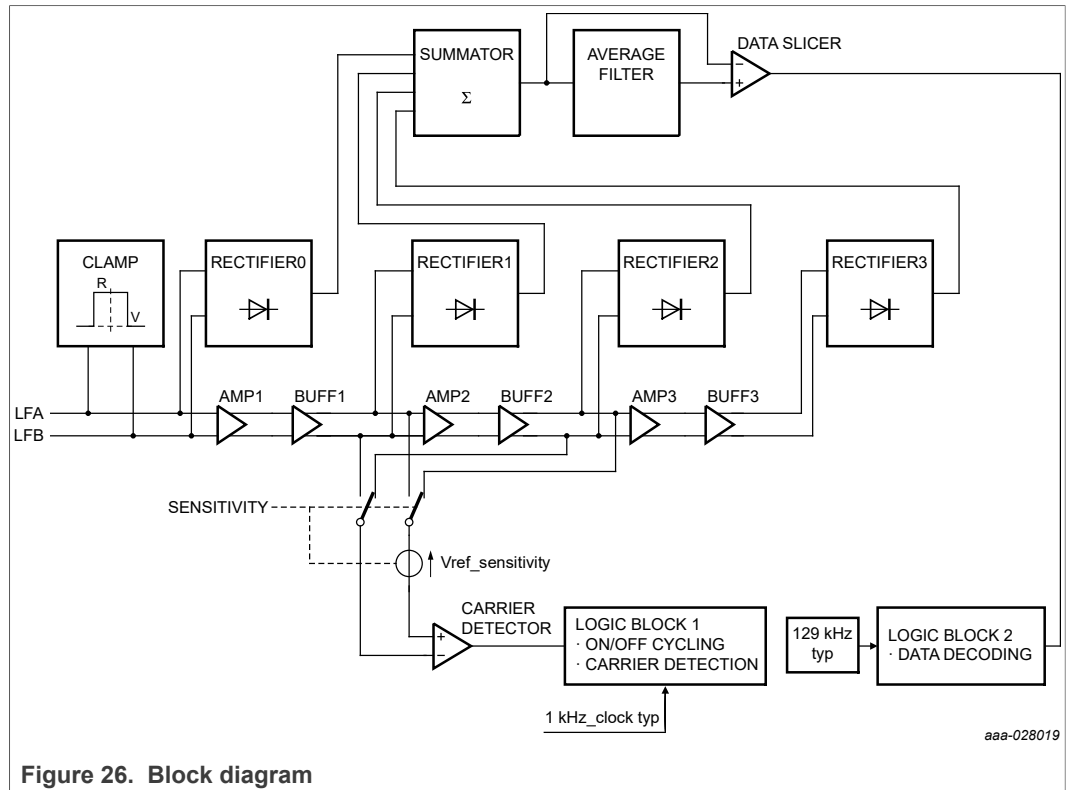 SUMMATOR
Σ
AVERAGE
FILTER
DATA SLICER
−
+
CLAMP
R
V
RECTIFIER0
RECTIFIER1
RECTIFIER2
RECTIFIER3
LFA
LFB
AMP1
BUFF1
AMP2
BUFF2
AMP3
BUFF3
SENSITIVITY
Vref_sensitivity
CARRIER
DETECTOR
+
−
LOGIC BLOCK 1
· ON/OFF CYCLING
· CARRIER DETECTION
1 kHz_clock typ
129 kHz
typ
LOGIC BLOCK 2
· DATA DECODING
aaa-028019
Figure 26. Block diagram